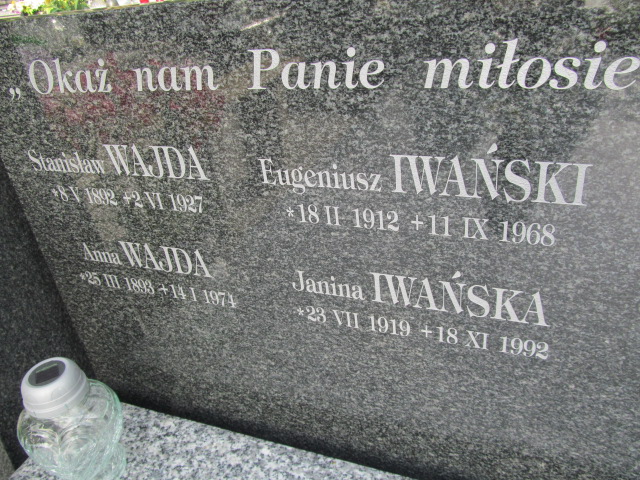 „Okaż nam Panie miłosie
Stanisław WAJDA
*8 V 1892 +2 VI 1927
Anna WAJDA
*25 III 1893 +14 I 1974
Eugeniusz IWAŃSKI
*18 II 1912 +11 IX 1968
Janina IWAŃSKA
*23 VII 1919 +18 XI 1992